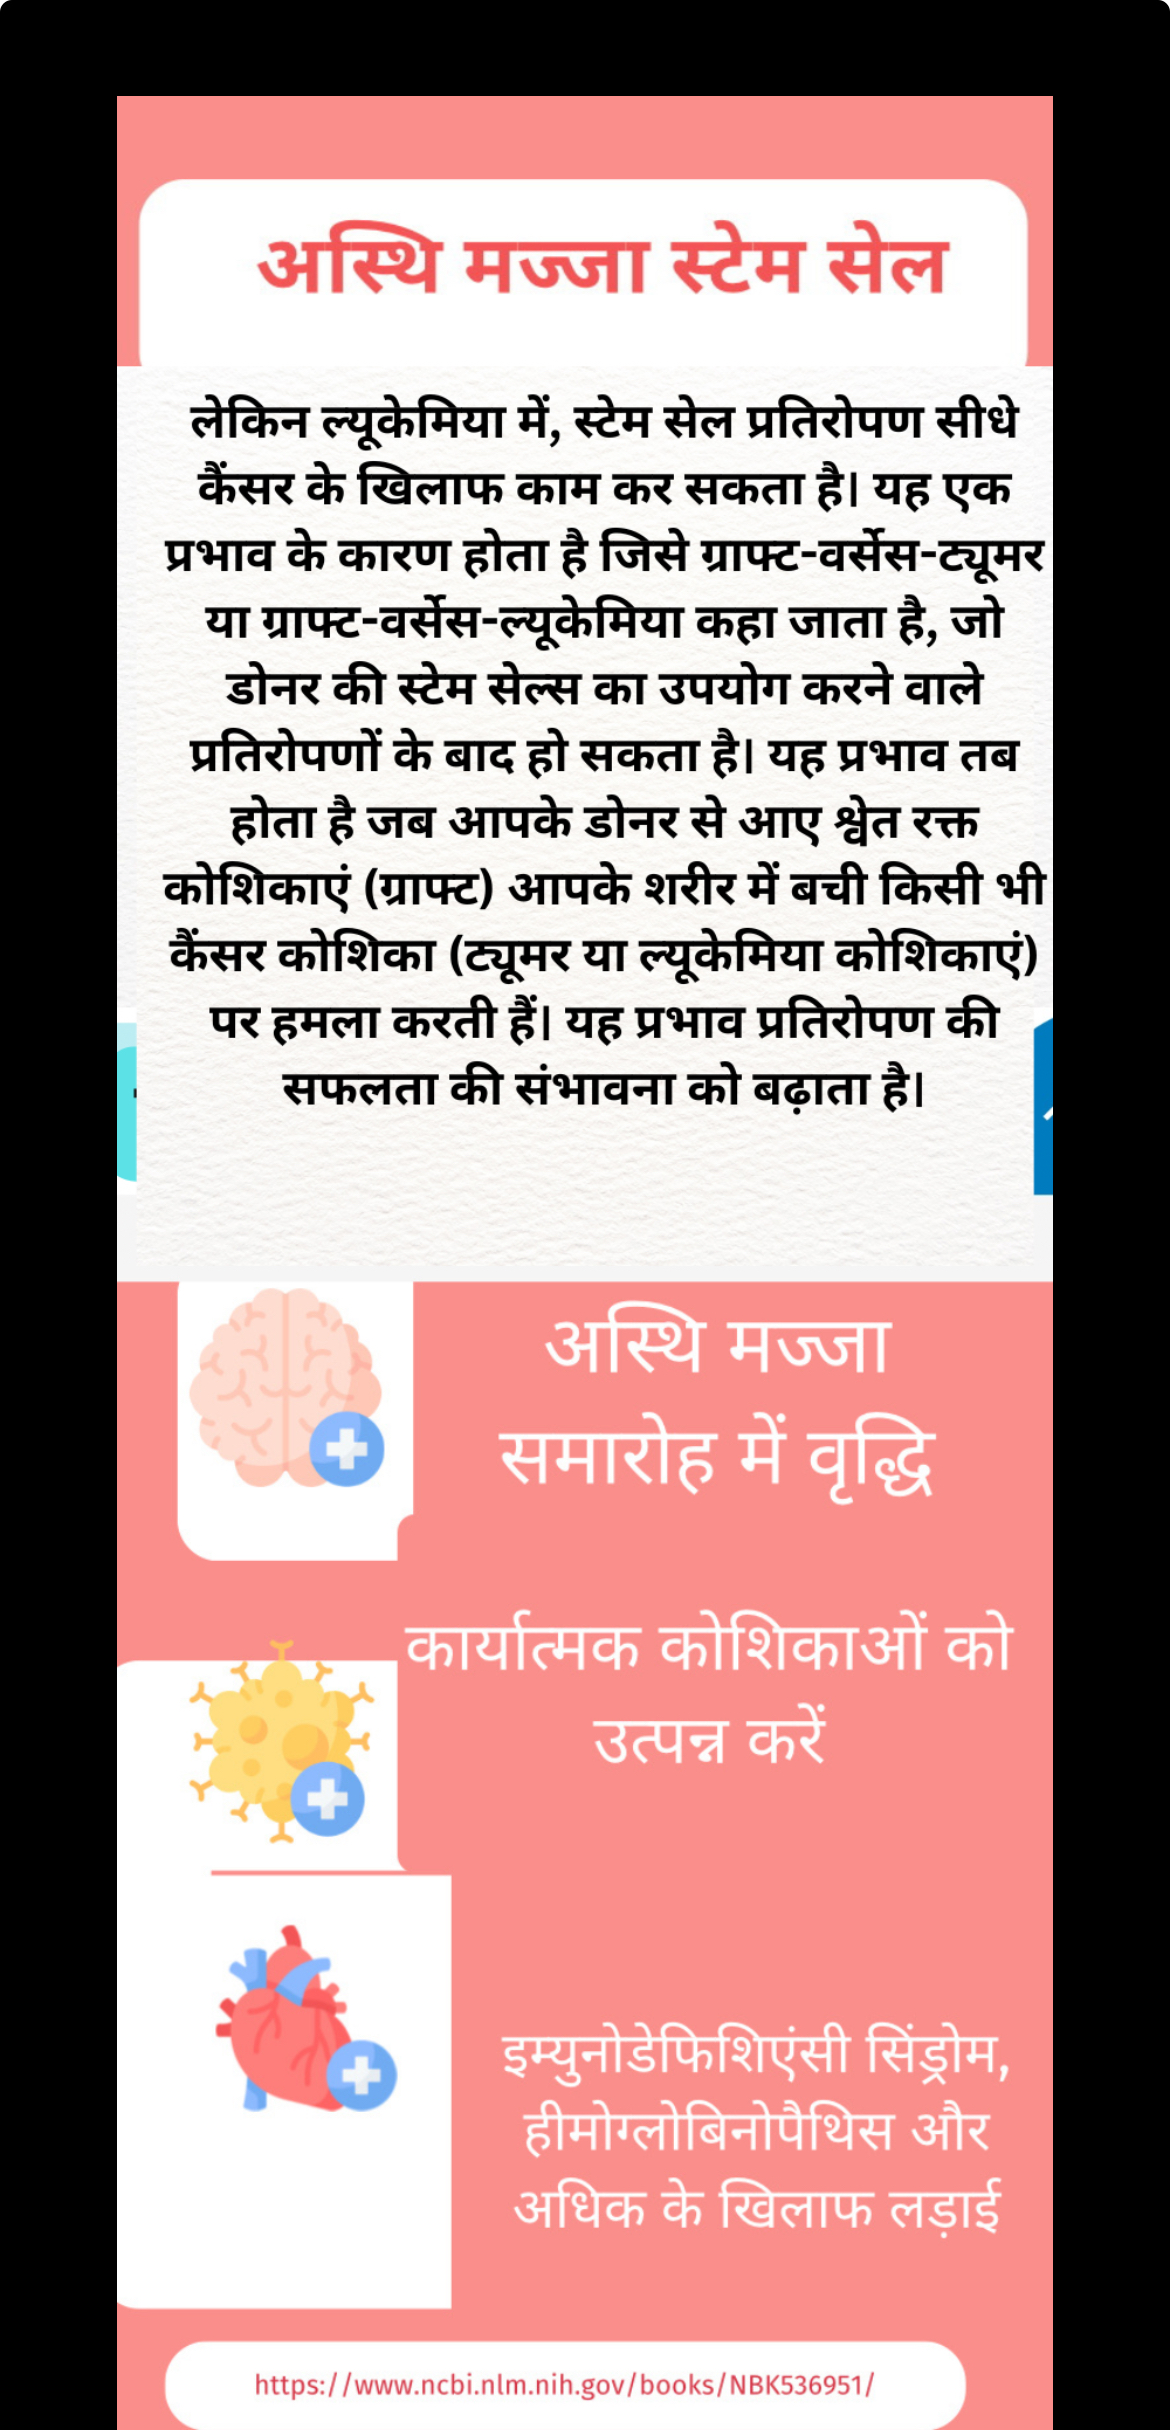 अस्थि मज्जा स्टेम सेल
लेकिन ल्यूकेमिया में, स्टेम सेल प्रतिरोपण सीधे
कैंसर के खिलाफ काम कर सकता है। यह एक
प्रभाव के कारण होता है जिसे ग्राफ्ट-वर्सेस-ट्यूमर
या ग्राफ्ट-वर्सेस-ल्यूकेमिया कहा जाता है, जो
डोनर की स्टेम सेल्स का उपयोग करने वाले
प्रतिरोपणों के बाद हो सकता है। यह प्रभाव तब
होता है जब आपके डोनर से आए श्वेत रक्त
कोशिकाएं (ग्राफ्ट) आपके शरीर में बची किसी भी
कैंसर कोशिका (ट्यूमर या ल्यूकेमिया कोशिकाएं)
पर हमला करती हैं। यह प्रभाव प्रतिरोपण की
सफलता की संभावना को बढ़ाता है।
अस्थि मज्जा
समारोह में वृद्धि
कार्यात्मक कोशिकाओं को
उत्पन्न करें
इम्युनोडेफिशिएंसी सिंड्रोम,
हीमोग्लोबिनोपैथिस और
अधिक के खिलाफ लड़ाई
https://www.ncbi.nlm.nih.gov/books/NBK536951/